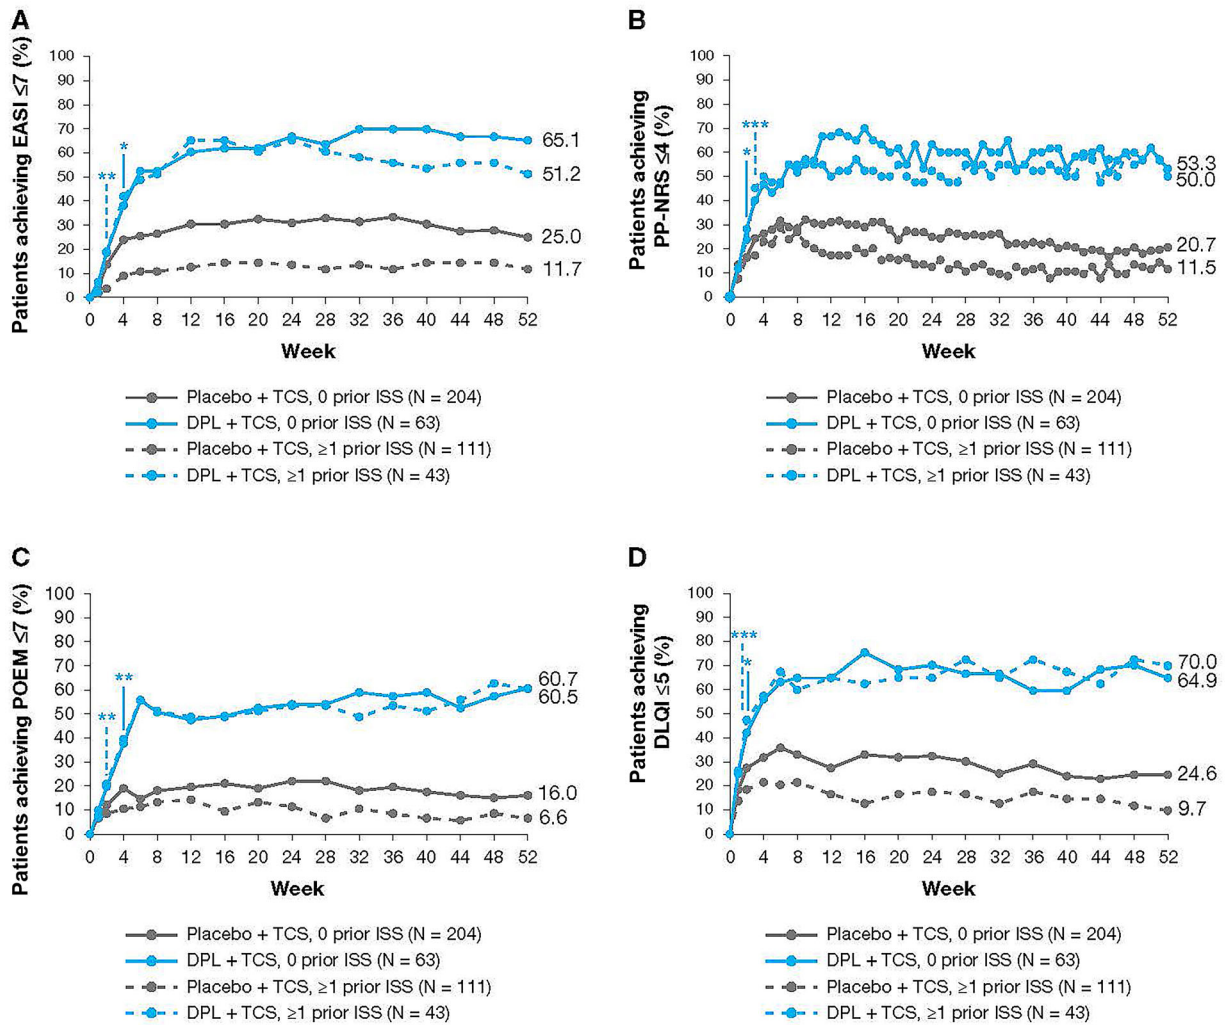 A
Patients achieving EASI ≤7 (%)
100
90
80
70
60
50
40
30
20
10
0
**
*
65.1
51.2
25.0
11.7
0 4 8 12 16 20 24 28 32 36 40 44 48 52
Week
Placebo + TCS, 0 prior ISS (N = 204)
DPL + TCS, 0 prior ISS (N = 63)
Placebo + TCS, ≥1 prior ISS (N = 111)
DPL + TCS, ≥1 prior ISS (N = 43)
B
Patients achieving
PP-NRS ≤4 (%)
100
90
80
70
60
50
40
30
20
10
0
***
*
53.3
50.0
20.7
11.5
0 4 8 12 16 20 24 28 32 36 40 44 48 52
Week
Placebo + TCS, 0 prior ISS (N = 204)
DPL + TCS, 0 prior ISS (N = 63)
Placebo + TCS, ≥1 prior ISS (N = 111)
DPL + TCS, ≥1 prior ISS (N = 43)
C
Patients achieving POEM ≤7 (%)
100
90
80
70
60
50
40
30
20
10
0
**
**
60.7
60.5
16.0
6.6
0 4 8 12 16 20 24 28 32 36 40 44 48 52
Week
Placebo + TCS, 0 prior ISS (N = 204)
DPL + TCS, 0 prior ISS (N = 63)
Placebo + TCS, ≥1 prior ISS (N = 111)
DPL + TCS, ≥1 prior ISS (N = 43)
D
Patients achieving
DLQI ≤5 (%)
100
90
80
70
60
50
40
30
20
10
0
***
*
70.0
64.9
24.6
9.7
0 4 8 12 16 20 24 28 32 36 40 44 48 52
Week
Placebo + TCS, 0 prior ISS (N = 204)
DPL + TCS, 0 prior ISS (N = 63)
Placebo + TCS, ≥1 prior ISS (N = 111)
DPL + TCS, ≥1 prior ISS (N = 43)